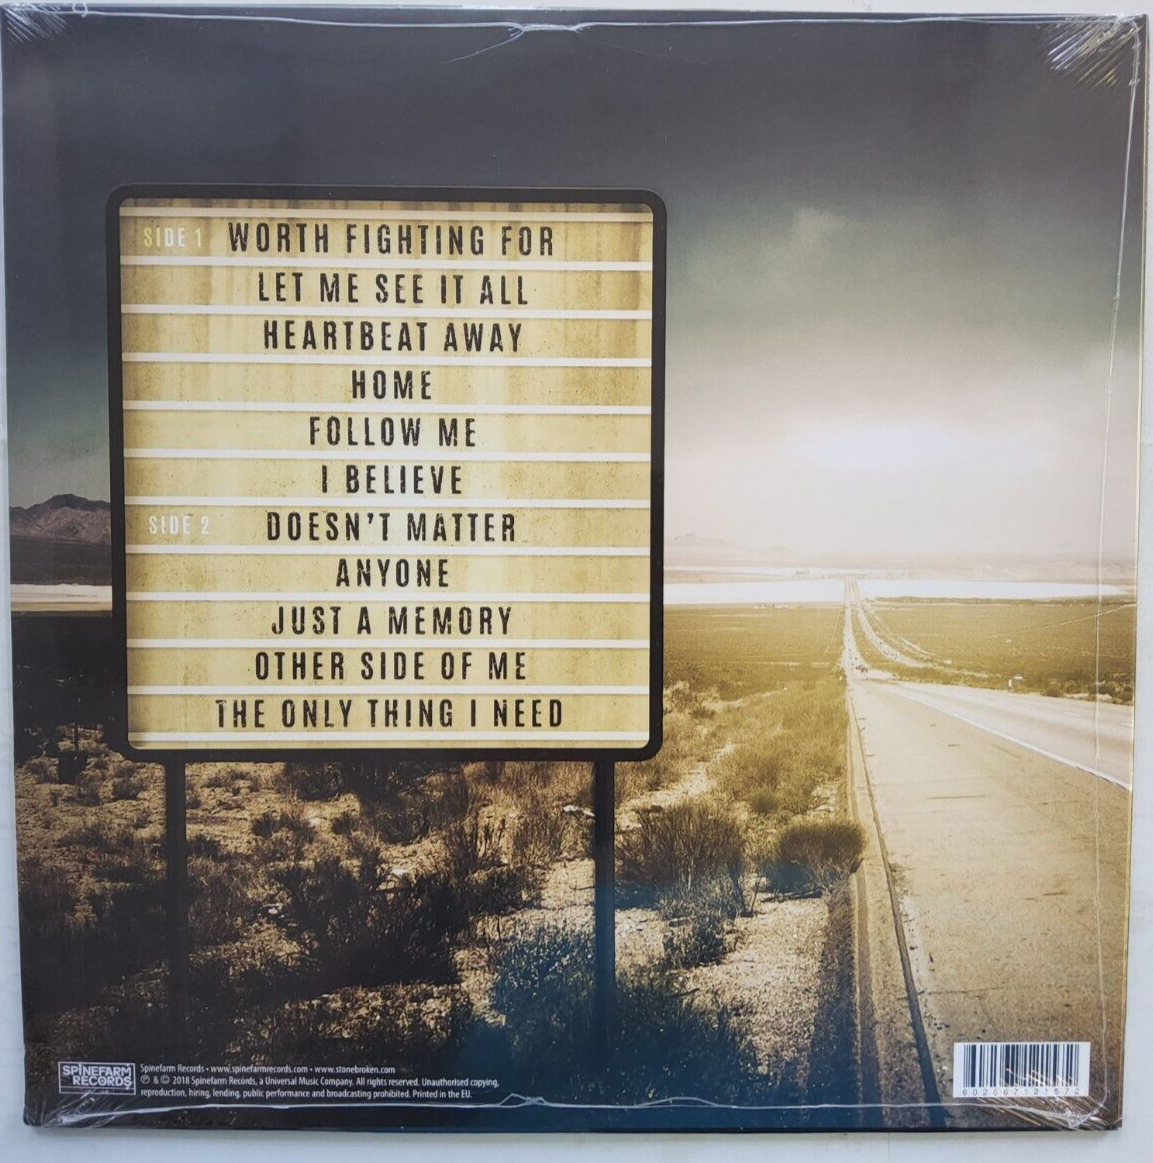 SIDE 1 WORTH FIGHTING FOR
LET ME SEE IT ALL
HEARTBEAT AWAY
HOME
FOLLOW ME
I BELIEVE
SIDE 2 DOESN'T MATTER
ANYONE
JUST A MEMORY
OTHER SIDE OF ME
THE ONLY THING I NEED
SPINEFARM
RECORDS
Spinefarm Records • www.spinefarmrecords.com • www.stonebroken.com
℗ & © 2018 Spinefarm Records, a Universal Music Company. All rights reserved. Unauthorised copying,
reproduction, hiring, lending, public performance and broadcasting prohibited. Printed in the EU.
602567121572